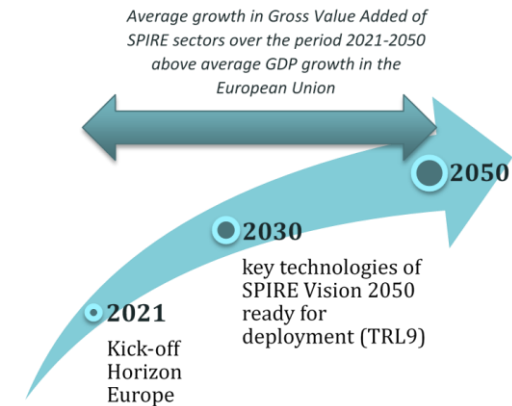 Average growth in Gross Value Added of
SPIRE sectors over the period 2021-2050
above average GDP growth in the
European Union
2050
2030
key technologies of
SPIRE Vision 2050
ready for
deployment (TRL9)
2021
Kick-off
Horizon
Europe